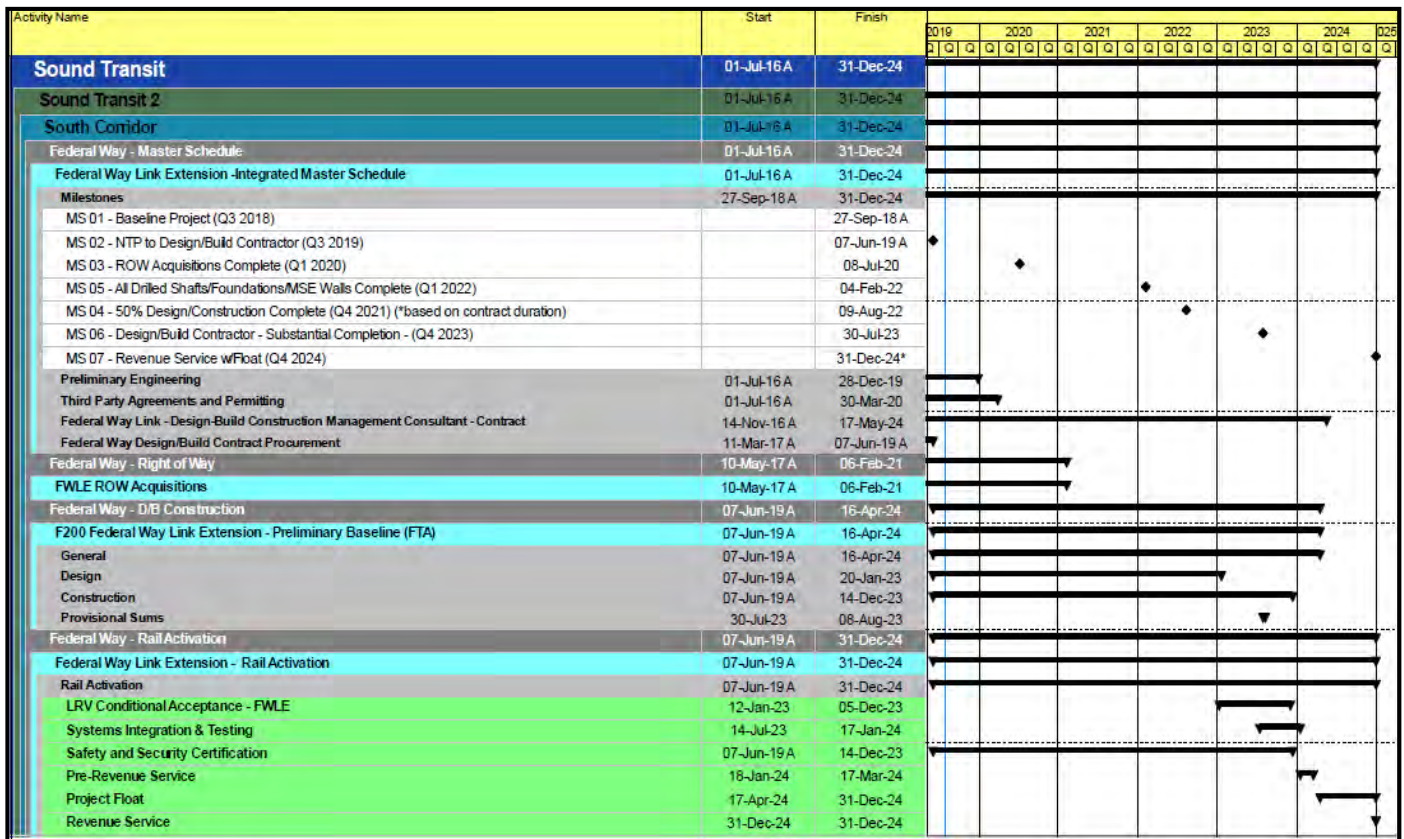 Activity Name Start Finish
2019 2020 2021 2022 2023 2024 025
Q Q Q Q Q Q Q Q Q Q Q Q Q Q Q Q Q Q Q Q Q Q Q Q
Sound Transit 01-Jul-16 A 31-Dec-24
Sound Transit 2 01-Jul-16 A 31-Dec-24
South Corridor 01-Jul-16 A 31-Dec-24
Federal Way - Master Schedule 01-Jul-16 A 31-Dec-24
Federal Way Link Extension -Integrated Master Schedule 01-Jul-16 A 31-Dec-24
Milestones 27-Sep-18 A 31-Dec-24
MS 01 - Baseline Project (Q3 2018) 27-Sep-18 A
MS 02 - NTP to Design/Build Contractor (Q3 2019) 07-Jun-19 A
MS 03 - ROW Acquisitions Complete (Q1 2020) 08-Jul-20
MS 05 - All Drilled Shafts/Foundations/MSE Walls Complete (Q1 2022) 04-Feb-22
MS 04 - 50% Design/Construction Complete (Q4 2021) (*based on contract duration) 09-Aug-22
MS 06 - Design/Build Contractor - Substantial Completion - (Q4 2023) 30-Jul-23
MS 07 - Revenue Service w/Float (Q4 2024) 31-Dec-24*
Preliminary Engineering 01-Jul-16 A 28-Dec-19
Third Party Agreements and Permitting 01-Jul-16 A 30-Mar-20
Federal Way Link - Design-Build Construction Management Consultant - Contract 14-Nov-16 A 17-May-24
Federal Way Design/Build Contract Procurement 11-Mar-17 A 07-Jun-19 A
Federal Way - Right of Way 10-May-17 A 06-Feb-21
FWLE ROW Acquisitions 10-May-17 A 06-Feb-21
Federal Way - D/B Construction 07-Jun-19 A 16-Apr-24
F200 Federal Way Link Extension - Preliminary Baseline (FTA) 07-Jun-19 A 16-Apr-24
General 07-Jun-19 A 16-Apr-24
Design 07-Jun-19 A 20-Jan-23
Construction 07-Jun-19 A 14-Dec-23
Provisional Sums 30-Jul-23 08-Aug-23
Federal Way - Rail Activation 07-Jun-19 A 31-Dec-24
Federal Way Link Extension - Rail Activation 07-Jun-19 A 31-Dec-24
Rail Activation 07-Jun-19 A 31-Dec-24
LRV Conditional Acceptance - FWLE 12-Jan-23 05-Dec-23
Systems Integration & Testing 14-Jul-23 17-Jan-24
Safety and Security Certification 07-Jun-19 A 14-Dec-23
Pre-Revenue Service 18-Jan-24 17-Mar-24
Project Float 17-Apr-24 31-Dec-24
Revenue Service 31-Dec-24 31-Dec-24